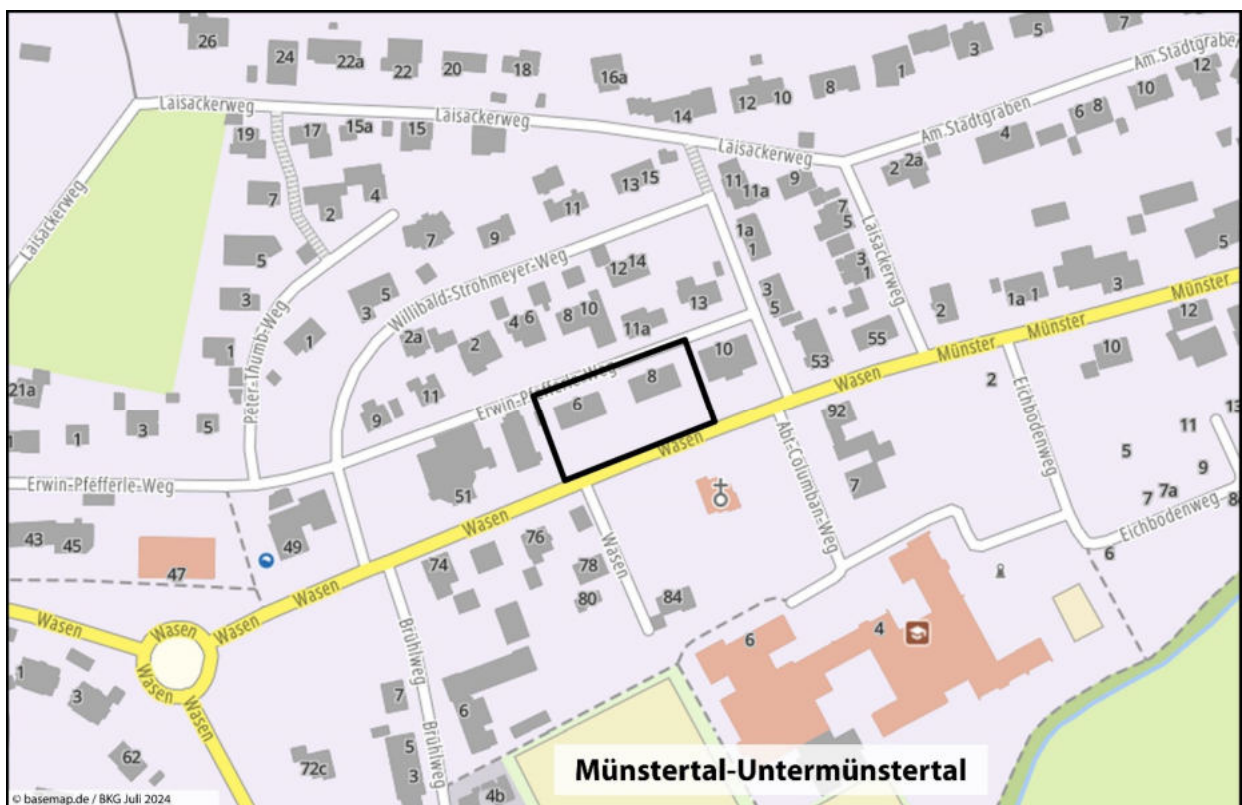 26
24
22a
22
20
18
16a
14
12
10
8
1
3
5
7
Am Stadtgraben
12
10
8
6
4
Laisackerweg
Laisackerweg
Laisackerweg
Am Stadtgraben
19
17
15a
15
13
15
11
11a
9
2
2a
7
2
4
7
9
11
7
5
Laisackerweg
Laisackerweg
5
1a
1
3
1
5
3
3
5
Willibald-Strohmeyer-Weg
12
14
13
3
5
2
1a
1
3
Münster
12
1
1
2a
2
4
6
8
10
11a
10
53
55
Münster
Münster
10
21a
Peter-Thumb-Weg
11
Erwin-Pfefferle-Weg
8
Wasen
2
1
1
3
5
9
6
Wasen
92
Eichbodenweg
13
11
Erwin-Pfefferle-Weg
51
Abt-Columban-Weg
7
5
9
7
7a
8
43
45
49
Wasen
76
Wasen
Eichbodenweg
6
47
74
78
80
84
Wasen
Wasen
Wasen
Wasen
Wasen
Wasen
Brühlweg
6
4
1
3
7
6
Brühlweg
62
72c
5
3
4b
Münstertal-Untermünstertal
© basemap.de / BKG Juli 2024